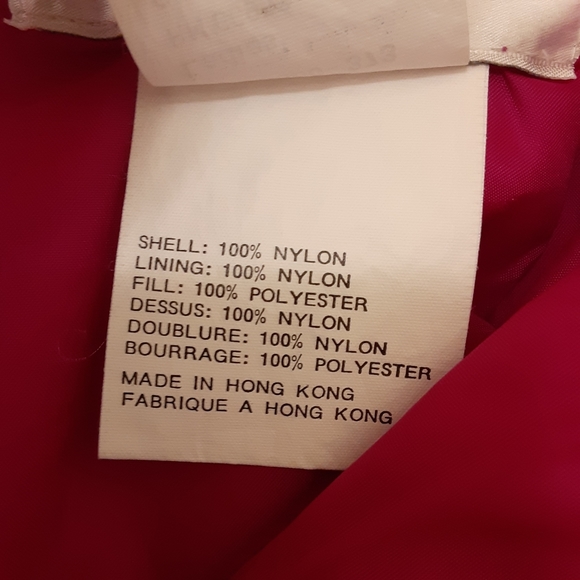 SHELL: 100% NYLON
LINING: 100% NYLON
FILL: 100% POLYESTER
DESSUS: 100% NYLON
DOUBLURE: 100% NYLON
BOURRAGE: 100% POLYESTER
MADE IN HONG KONG
FABRIQUE A HONG KONG